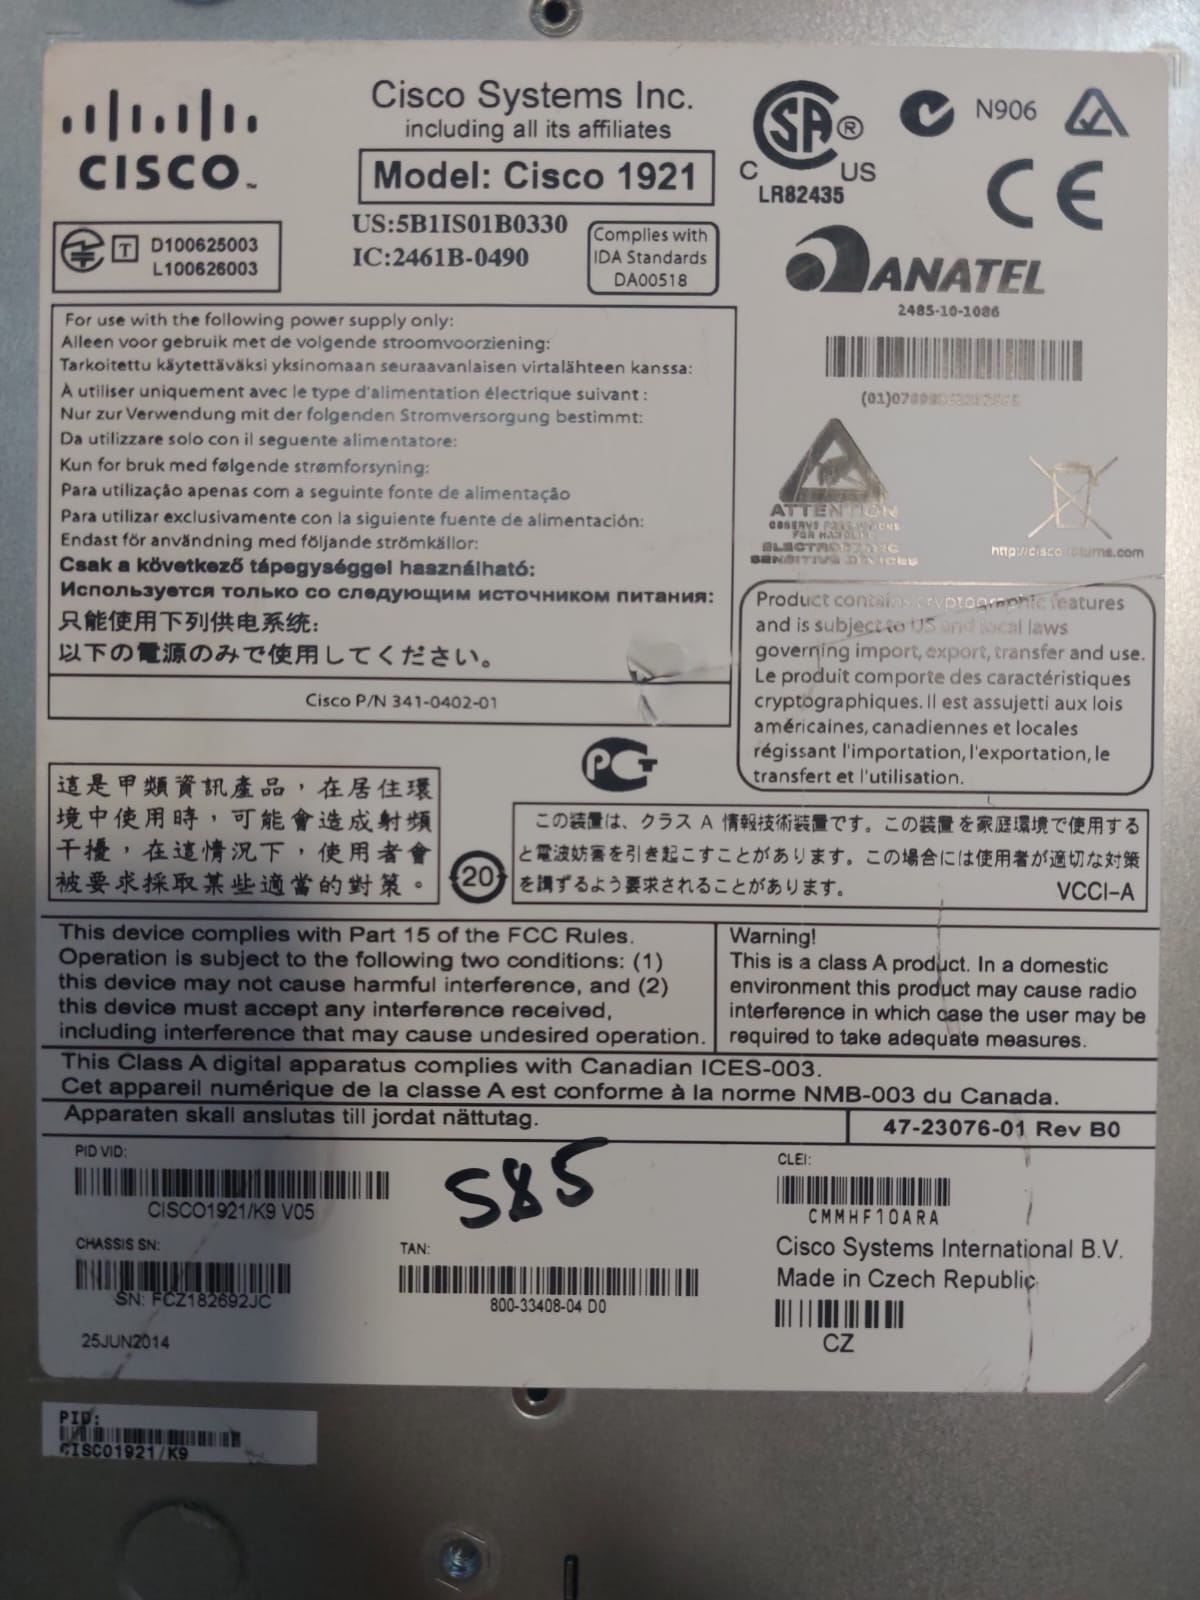 CISCO
Cisco Systems Inc.
including all its affiliates
Model: Cisco 1921
US:5B1IS01B0330
IC:2461B-0490
Complies with
IDA Standards
DA00518
T
D100625003
L100626003
SA ®
C US
LR82435
N906
CE
ANATEL
2485-10-1086
ATTENTION
http://cisco
For use with the following power supply only:
Alleen voor gebruik met de volgende stroomvoorziening:
Tarkoitettu käytettäväksi yksinomaan seuraavanlaisen virtalähteen kanssa:
À utiliser uniquement avec le type d'alimentation électrique suivant :
Nur zur Verwendung mit der folgenden Stromversorgung bestimmt:
Da utilizzare solo con il seguente alimentatore:
Kun for bruk med følgende strømforsyning:
Para utilização apenas com a seguinte fonte de alimentação
Para utilizar exclusivamente con la siguiente fuente de alimentación:
Endast för användning med följande strömkällor:
Csak a következő tápegységgel használható:
Используется только со следующим источником питания:
只能使用下列供电系统:
以下の電源のみで使用してください。
Cisco P/N 341-0402-01
Product contains cryptographic features
and is subject to US and local laws
governing import, export, transfer and use.
Le produit comporte des caractéristiques
cryptographiques. Il est assujetti aux lois
américaines, canadiennes et locales
régissant l'importation, l'exportation, le
transfert et l'utilisation.
這是甲類資訊產品，在居住環
境中使用時，可能會造成射頻
干擾，在這情況下，使用者會
被要求採取某些適當的對策。
20
この装置は、クラス A 情報技術装置です。この装置を家庭環境で使用する
と電波妨害を引き起こすことがあります。この場合には使用者が適切な対策
を講ずるよう要求されることがあります。
VCCI-A
This device complies with Part 15 of the FCC Rules.
Operation is subject to the following two conditions: (1)
this device may not cause harmful interference, and (2)
this device must accept any interference received,
including interference that may cause undesired operation.
Warning!
This is a class A product. In a domestic
environment this product may cause radio
interference in which case the user may be
required to take adequate measures.
This Class A digital apparatus complies with Canadian ICES-003.
Cet appareil numérique de la classe A est conforme à la norme NMB-003 du Canada.
Apparaten skall anslutas till jordat nättutag.
47-23076-01 Rev B0
PID VID:
CISCO1921/K9 V05
585
CLEI:
CMMHF10ARA
CHASSIS SN:
SN: FCZ182692JC
TAN:
800-33408-04 D0
Cisco Systems International B.V.
Made in Czech Republic
CZ
25JUN2014
PID:
CISCO1921/K9